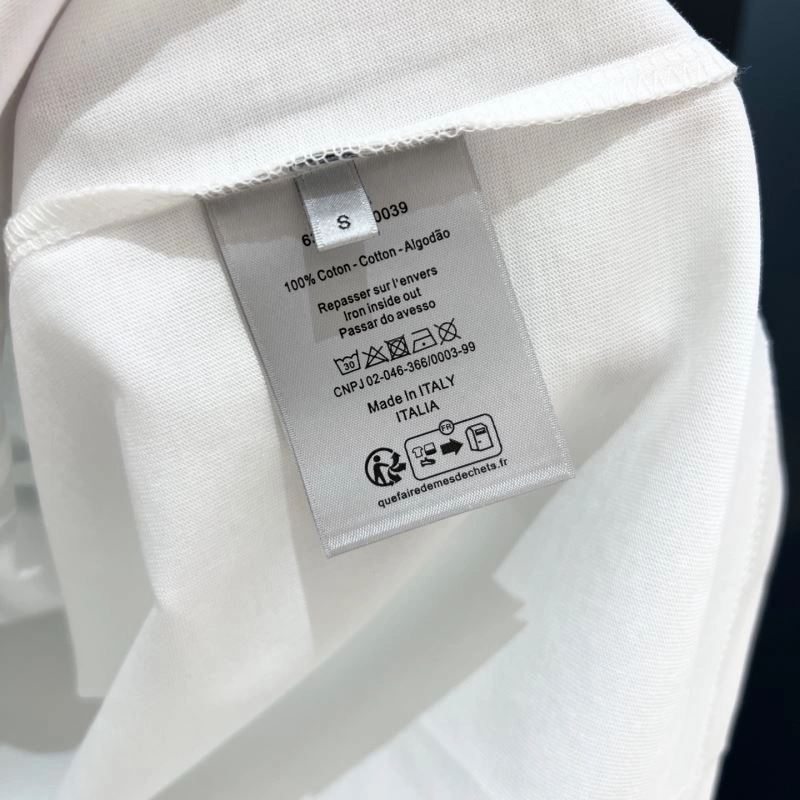 S
0039
100% Coton - Cotton - Algodão
Repasser sur l'envers
Iron inside out
Passar do avesso
30
CNPJ 02-046-366/0003-99
Made In ITALY
ITALIA
FR
quefairedemesdechets.fr